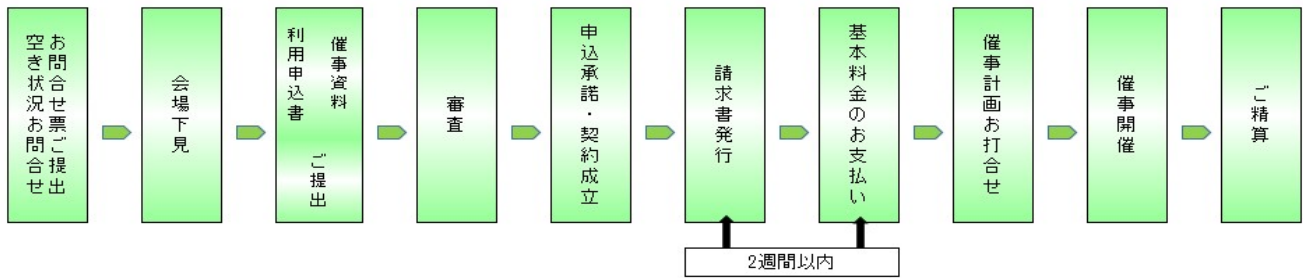 お問合せ票ご提出
空き状況お問合せ
会場下見
催事資料
利用申込書
ご提出
審査
申込承諾・契約成立
請求書発行
基本料金のお支払い
催事計画お打合せ
催事開催
ご精算
2週間以内